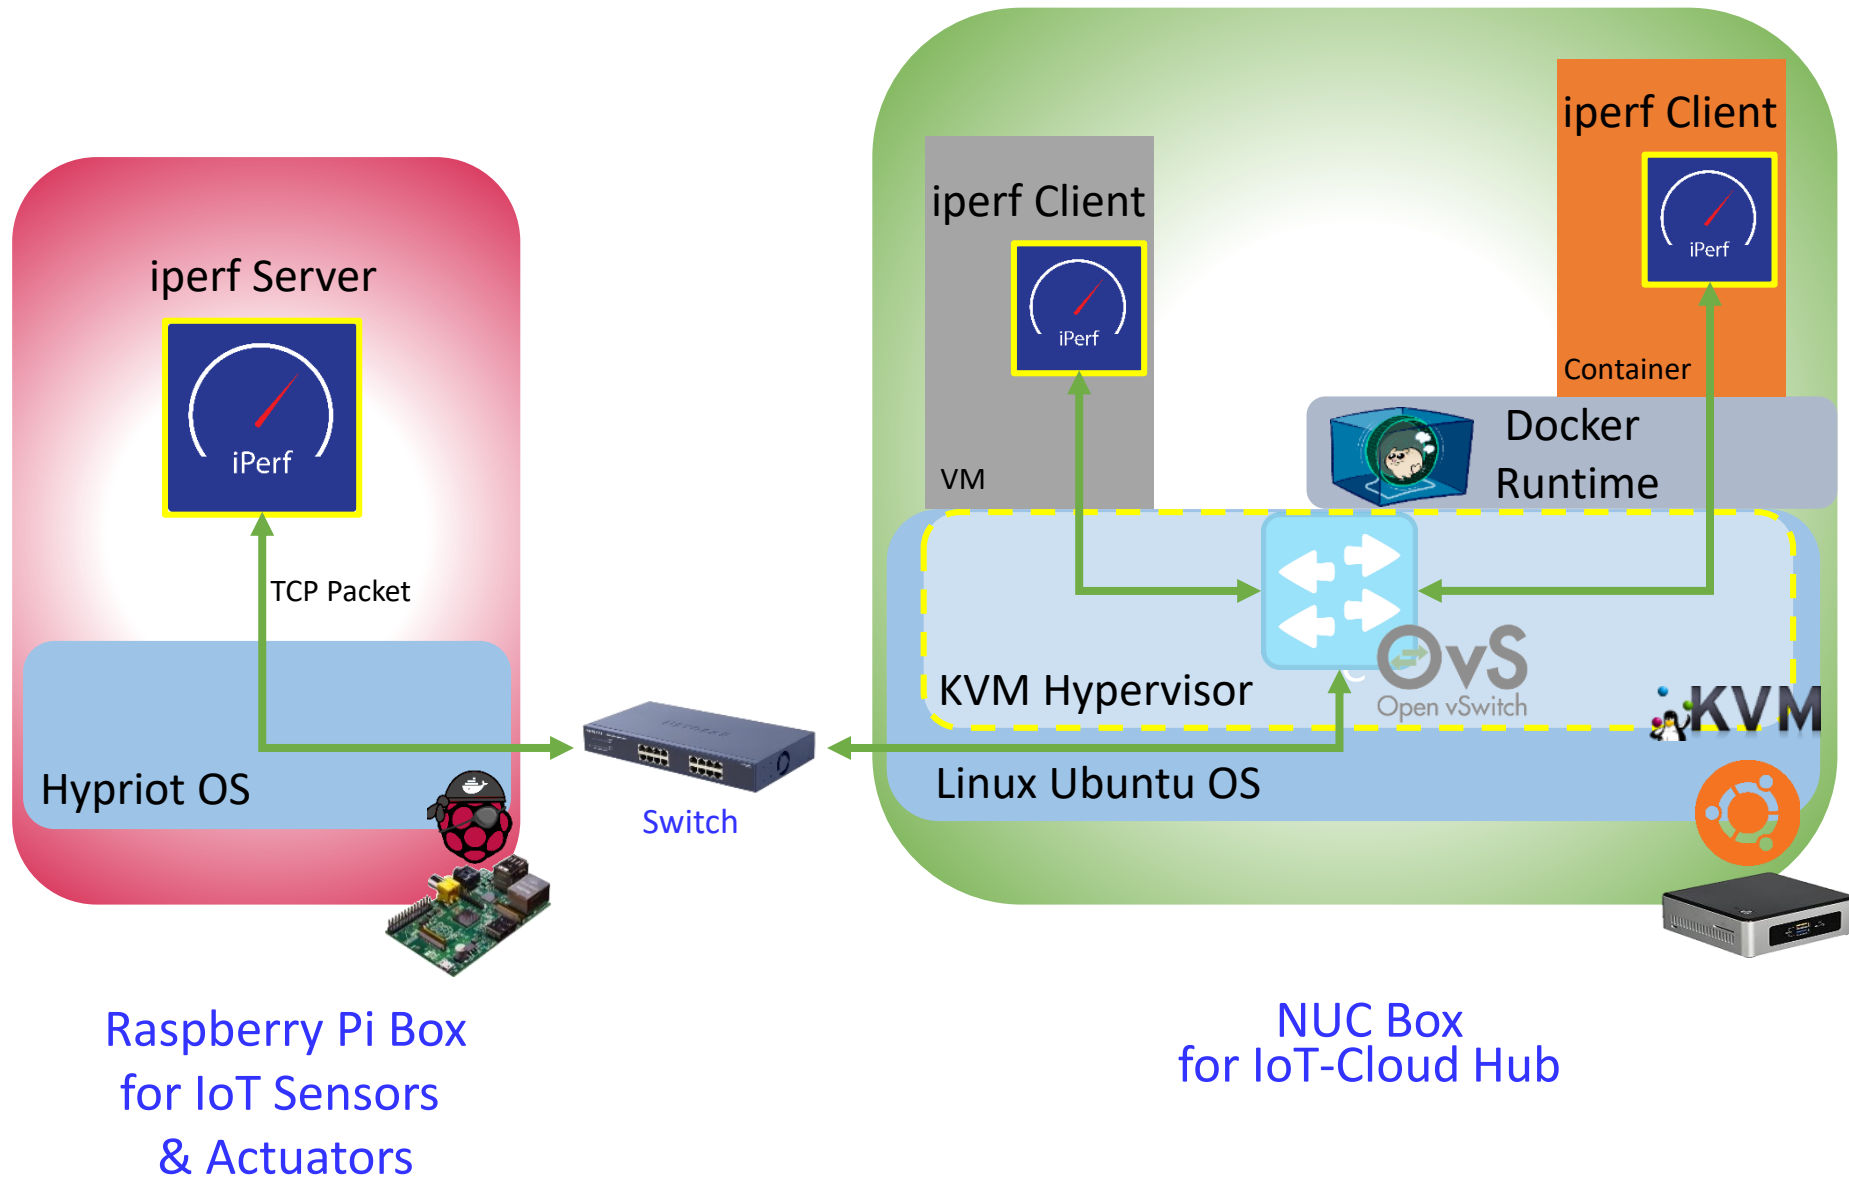 iperf Server
iPerf
TCP Packet
Hypriot OS
Raspberry Pi Box
for IoT Sensors
& Actuators
Switch
iperf Client
iPerf
VM
iperf Client
iPerf
Container
Docker
Runtime
OvS
Open vSwitch
KVM Hypervisor
KVM
Linux Ubuntu OS
NUC Box
for IoT-Cloud Hub